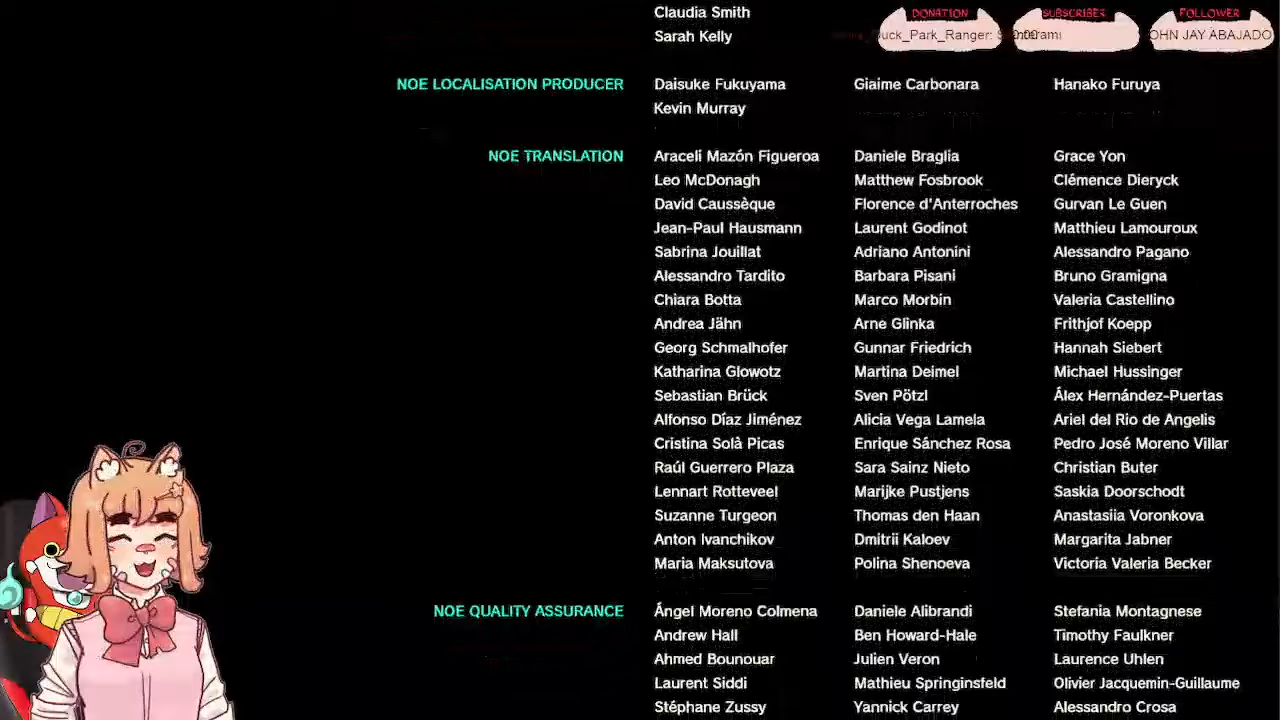 Claudia Smith
DONATION SUBSCRIBER FOLLOWER
Sarah Kelly
uck_Park_Ranger: OHN JAY ABAJADO
NOE LOCALISATION PRODUCER Daisuke Fukuyama Giaime Carbonara Hanako Furuya
Kevin Murray
NOE TRANSLATION Araceli Mazón Figueroa Daniele Braglia Grace Yon
Leo McDonagh Matthew Fosbrook Clémence Dieryck
David Caussèque Florence d'Anterroches Gurvan Le Guen
Jean-Paul Hausmann Laurent Godinot Matthieu Lamouroux
Sabrina Jouillat Adriano Antonini Alessandro Pagano
Alessandro Tardito Barbara Pisani Bruno Gramigna
Chiara Botta Marco Morbin Valeria Castellino
Andrea Jähn Arne Glinka Frithjof Koepp
Georg Schmalhofer Gunnar Friedrich Hannah Siebert
Katharina Glowotz Martina Deimel Michael Hussinger
Sebastian Brück Sven Pötzl Álex Hernández-Puertas
Alfonso Díaz Jiménez Alicia Vega Lamela Ariel del Río de Angelis
Cristina Solà Picas Enrique Sánchez Rosa Pedro José Moreno Villar
Raúl Guerrero Plaza Sara Sainz Nieto Christian Buter
Lennart Rotteveel Marijke Pustjens Saskia Doorschodt
Suzanne Turgeon Thomas den Haan Anastasiia Voronkova
Anton Ivanchikov Dmitrii Kaloev Margarita Jabner
Maria Maksutova Polina Shenoeva Victoria Valeria Becker
NOE QUALITY ASSURANCE Ángel Moreno Colmena Daniele Alibrandi Stefania Montagnese
Andrew Hall Ben Howard-Hale Timothy Faulkner
Ahmed Bounouar Julien Veron Laurence Uhlen
Laurent Siddi Mathieu Springinsfeld Olivier Jacquemin-Guillaume
Stéphane Zussy Yannick Carrey Alessandro Crosa